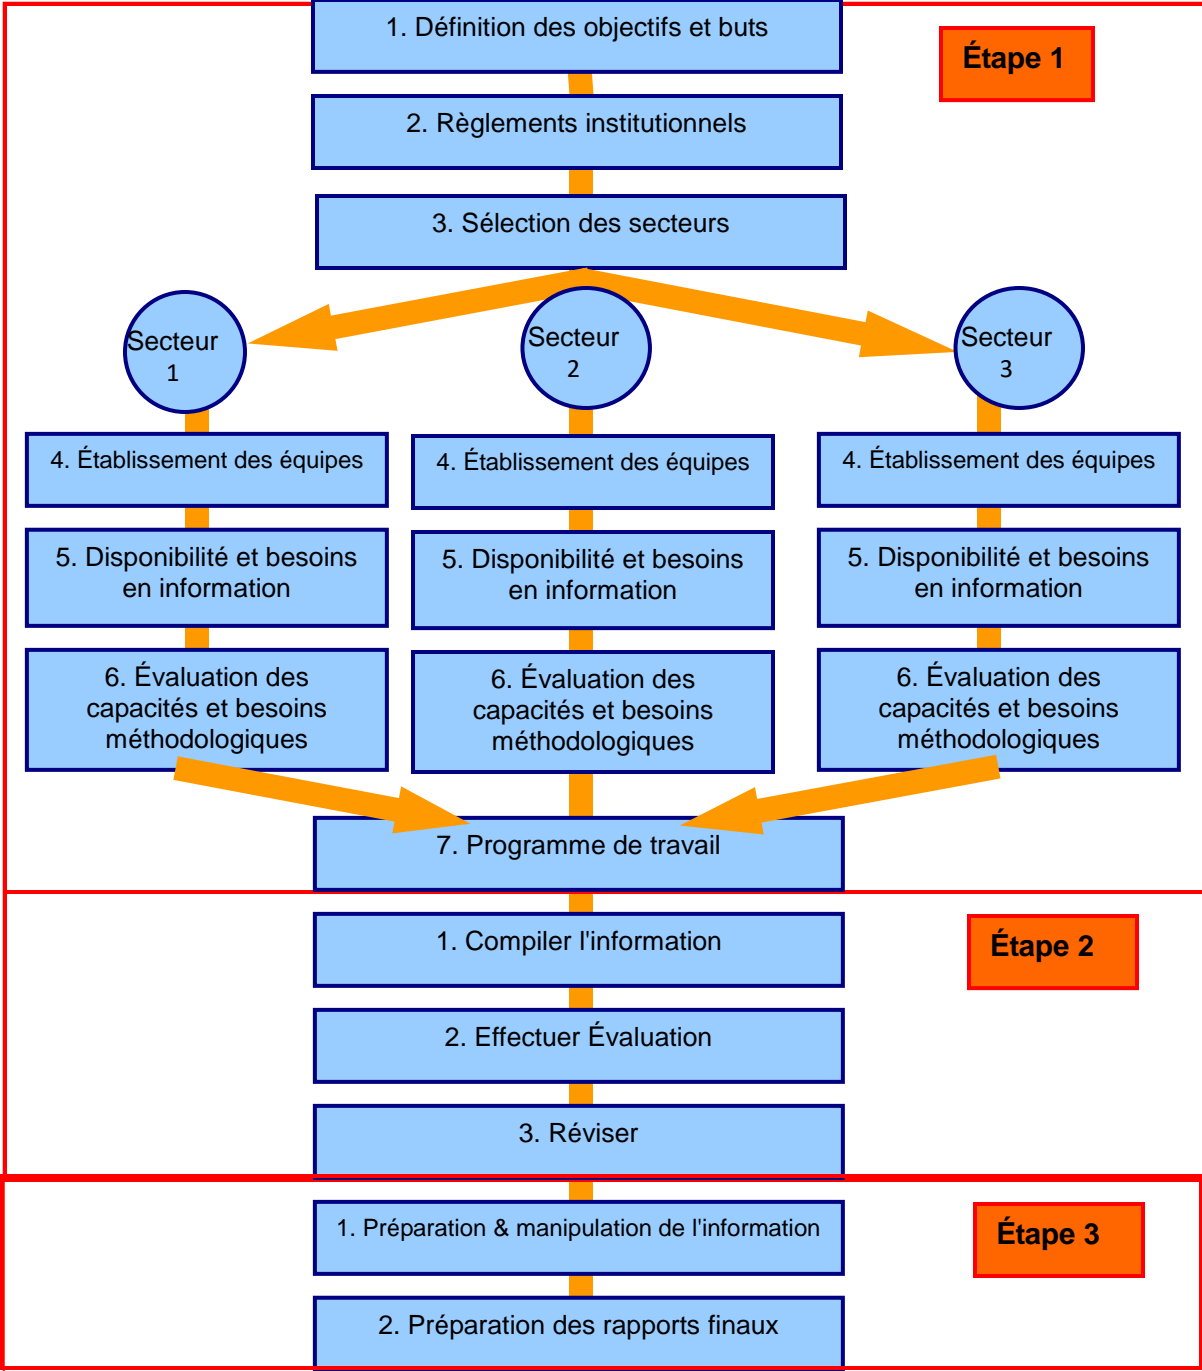 1. Définition des objectifs et buts
Étape 1
2. Règlements institutionnels
3. Sélection des secteurs
Secteur
1
Secteur
2
Secteur
3
4. Établissement des équipes
4. Établissement des équipes
4. Établissement des équipes
5. Disponibilité et besoins
en information
5. Disponibilité et besoins
en information
5. Disponibilité et besoins
en information
6. Évaluation des
capacités et besoins
méthodologiques
6. Évaluation des
capacités et besoins
méthodologiques
6. Évaluation des
capacités et besoins
méthodologiques
7. Programme de travail
1. Compiler l'information
Étape 2
2. Effectuer Évaluation
3. Réviser
1. Préparation & manipulation de l'information
Étape 3
2. Préparation des rapports finaux